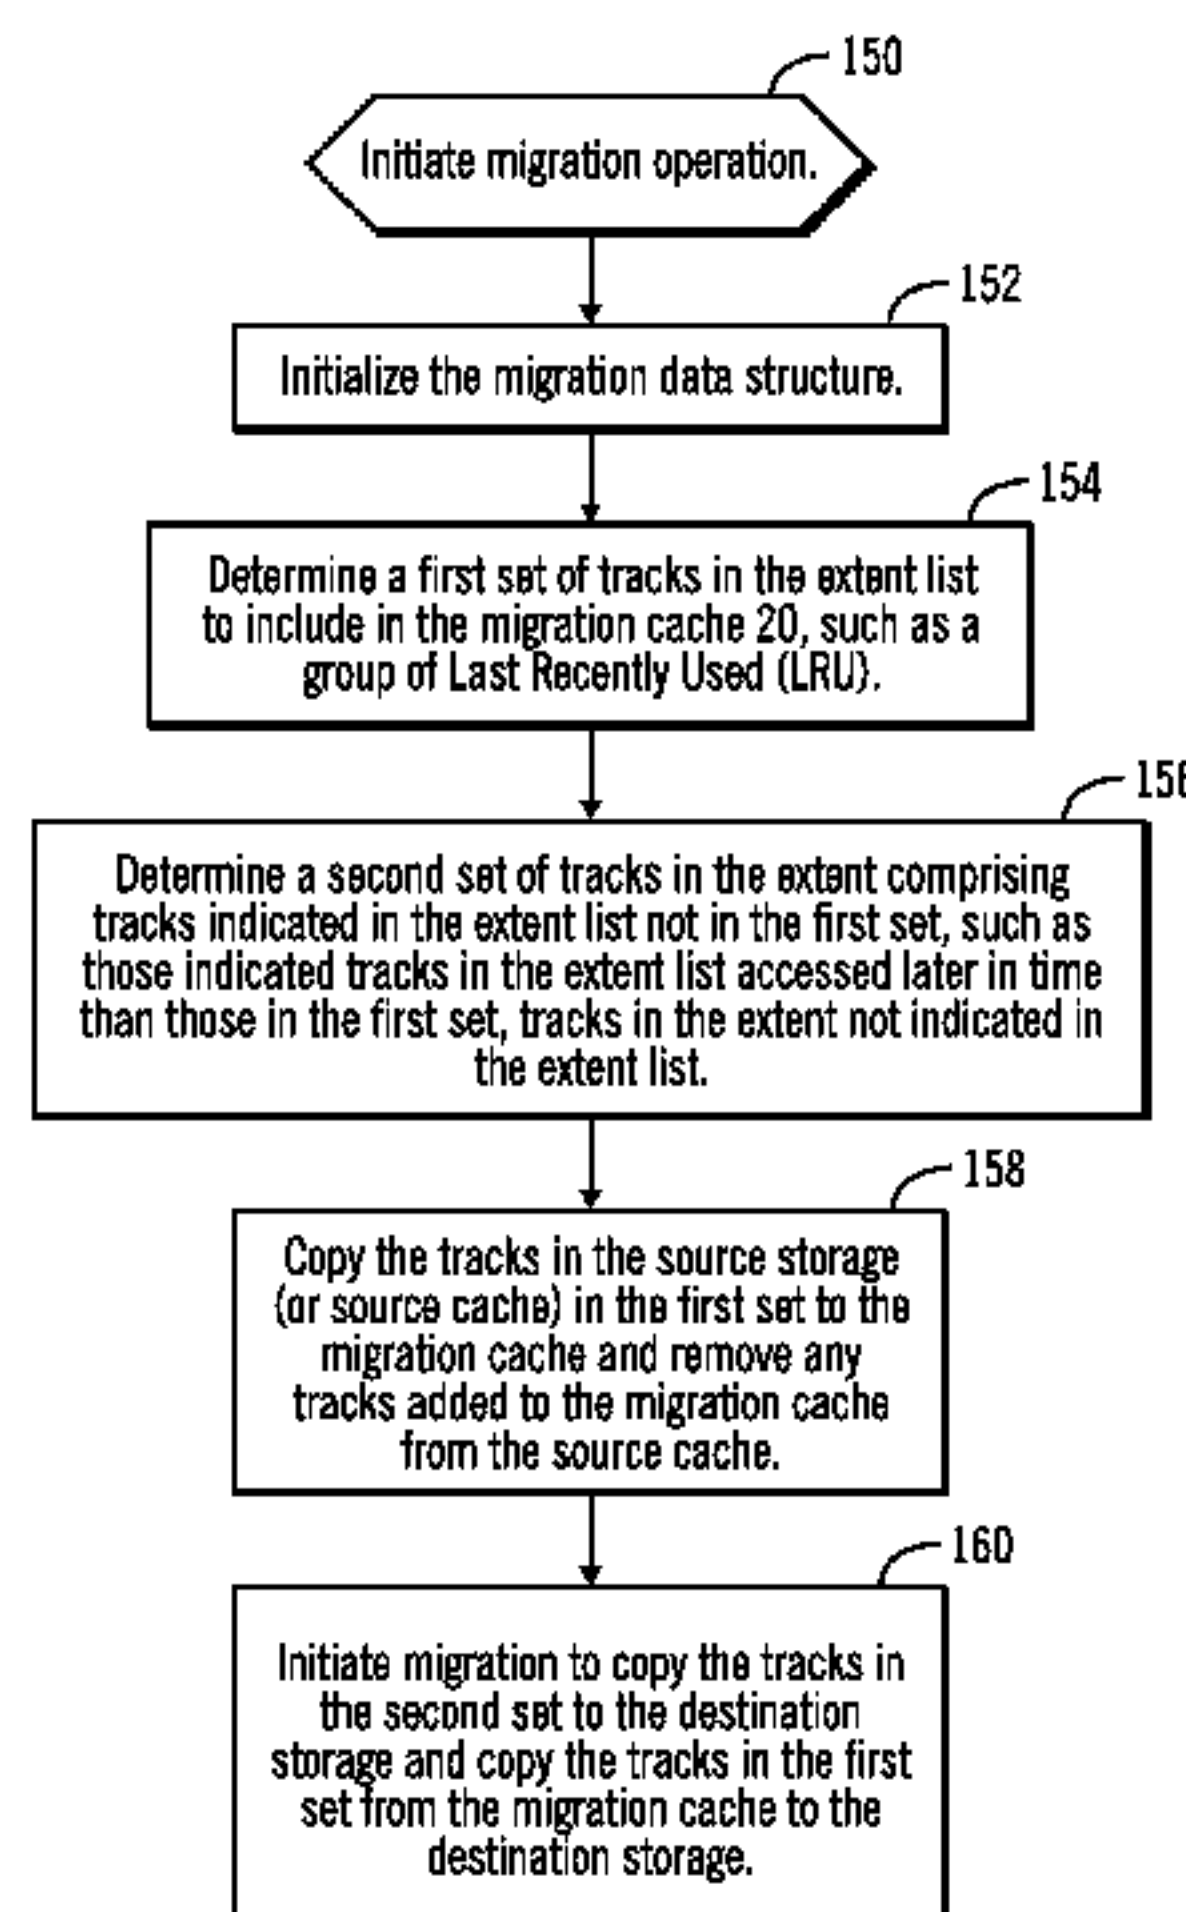 150
Initiate migration operation.
152
Initialize the migration data structure.
154
Determine a first set of tracks in the extent list
to include in the migration cache 20, such as a
group of Last Recently Used (LRU).
156
Determine a second set of tracks in the extent comprising
tracks indicated in the extent list not in the first set, such as
those indicated tracks in the extent list accessed later in time
than those in the first set, tracks in the extent not indicated in
the extent list.
158
Copy the tracks in the source storage
(or source cache) in the first set to the
migration cache and remove any
tracks added to the migration cache
from the source cache.
160
Initiate migration to copy the tracks in
the second set to the destination
storage and copy the tracks in the first
set from the migration cache to the
destination storage.